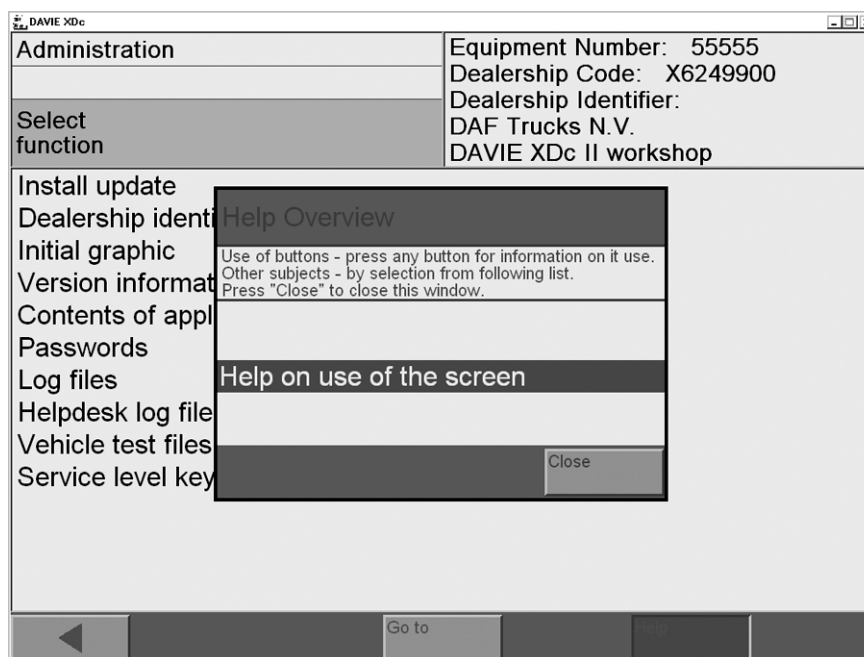 DAVIE XDc
Administration
Equipment Number: 55555
Dealership Code: X6249900
Dealership Identifier:
DAF Trucks N.V.
DAVIE XDc II workshop
Select
function
Install update
Dealership identi
Initial graphic
Version informat
Contents of appl
Passwords
Log files
Helpdesk log file
Vehicle test files
Service level key
Help Overview
Use of buttons - press any button for information on it use.
Other subjects - by selection from following list.
Press "Close" to close this window.
Help on use of the screen
Close
Go to
Help